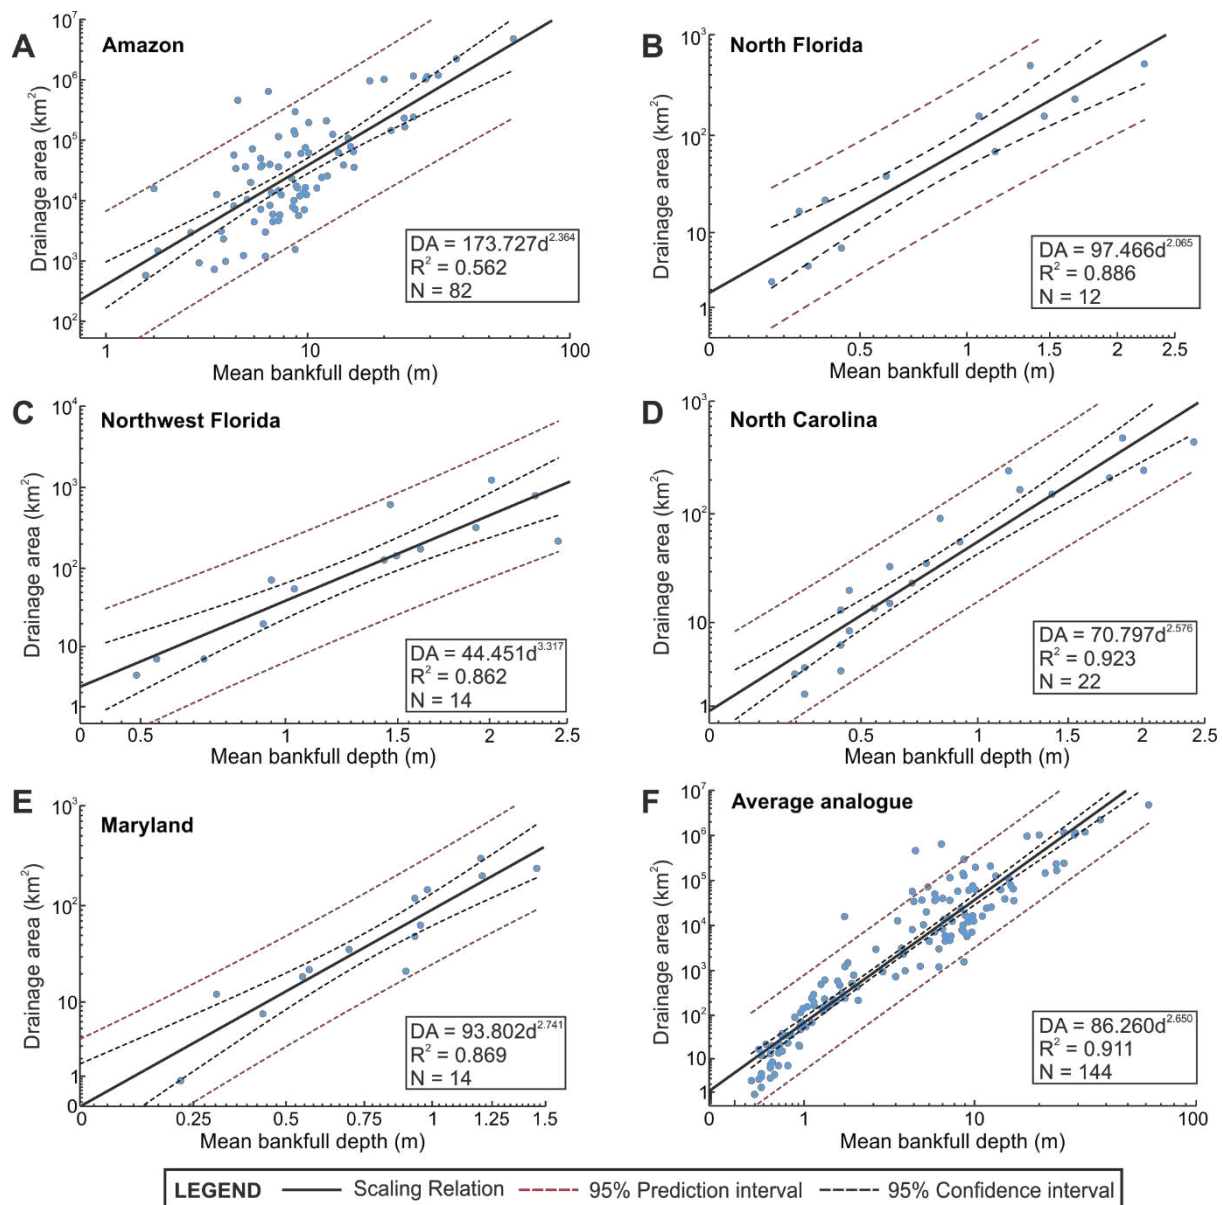 A
Amazon
Drainage area (km²)
10⁷
10⁶
10⁵
10⁴
10³
10²
DA = 173.727d^2.364
R² = 0.562
N = 82
1
10
100
Mean bankfull depth (m)
B
North Florida
Drainage area (km²)
10³
10²
10
1
DA = 97.466d^2.065
R² = 0.886
N = 12
0
0.5
1
1.5
2
2.5
Mean bankfull depth (m)
C
Northwest Florida
Drainage area (km²)
10⁴
10³
10²
10
1
DA = 44.451d^3.317
R² = 0.862
N = 14
0
0.5
1
1.5
2
2.5
Mean bankfull depth (m)
D
North Carolina
Drainage area (km²)
10³
10²
10
1
DA = 70.797d^2.576
R² = 0.923
N = 22
0
0.5
1
1.5
2
2.5
Mean bankfull depth (m)
E
Maryland
Drainage area (km²)
10³
10²
10
1
0
DA = 93.802d^2.741
R² = 0.869
N = 14
0
0.25
0.5
0.75
1
1.25
1.5
Mean bankfull depth (m)
F
Average analogue
Drainage area (km²)
10⁷
10⁶
10⁵
10⁴
10³
10²
10
1
DA = 86.260d^2.650
R² = 0.911
N = 144
0
1
10
100
Mean bankfull depth (m)
LEGEND Scaling Relation 95% Prediction interval 95% Confidence interval